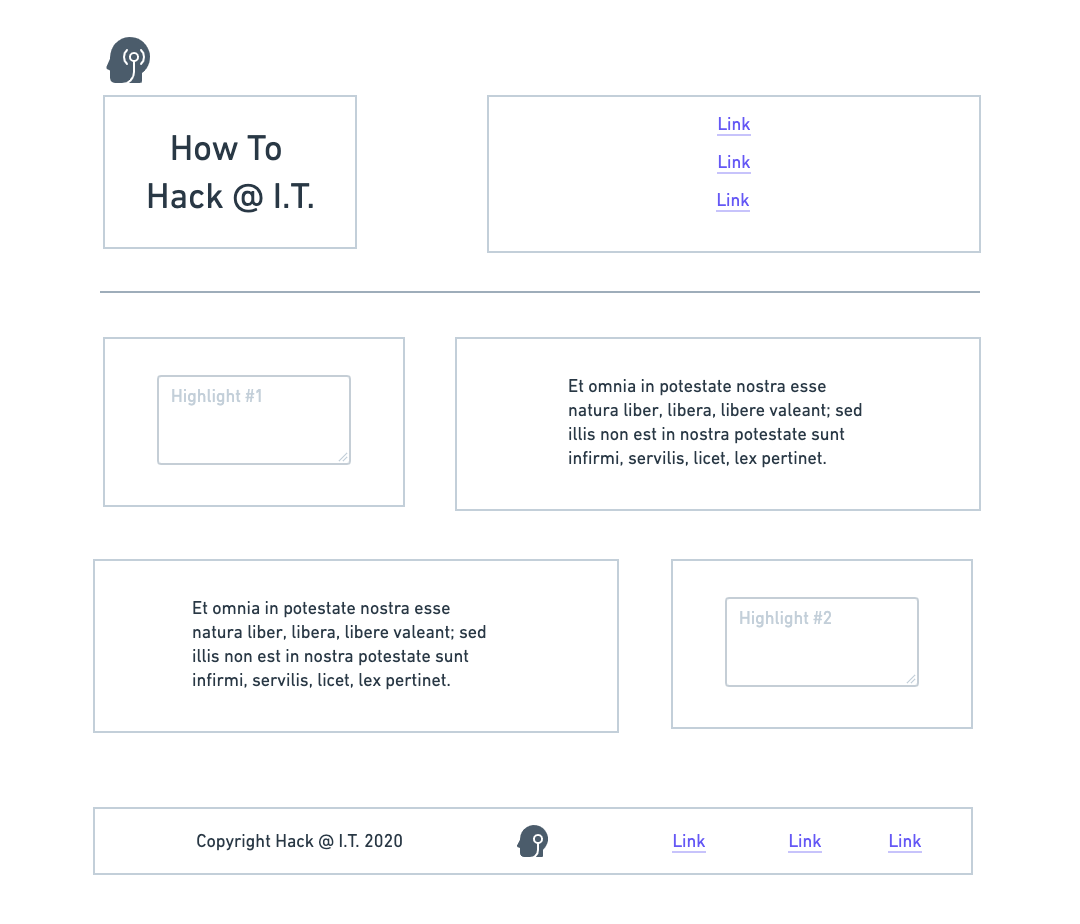 How To
Hack @ I.T.
Link
Link
Link
Highlight #1
Et omnia in potestate nostra esse
natura liber, libera, libere valeant; sed
illis non est in nostra potestate sunt
infirmi, servilis, licet, lex pertinet.
Et omnia in potestate nostra esse
natura liber, libera, libere valeant; sed
illis non est in nostra potestate sunt
infirmi, servilis, licet, lex pertinet.
Highlight #2
Copyright Hack @ I.T. 2020 Link Link Link